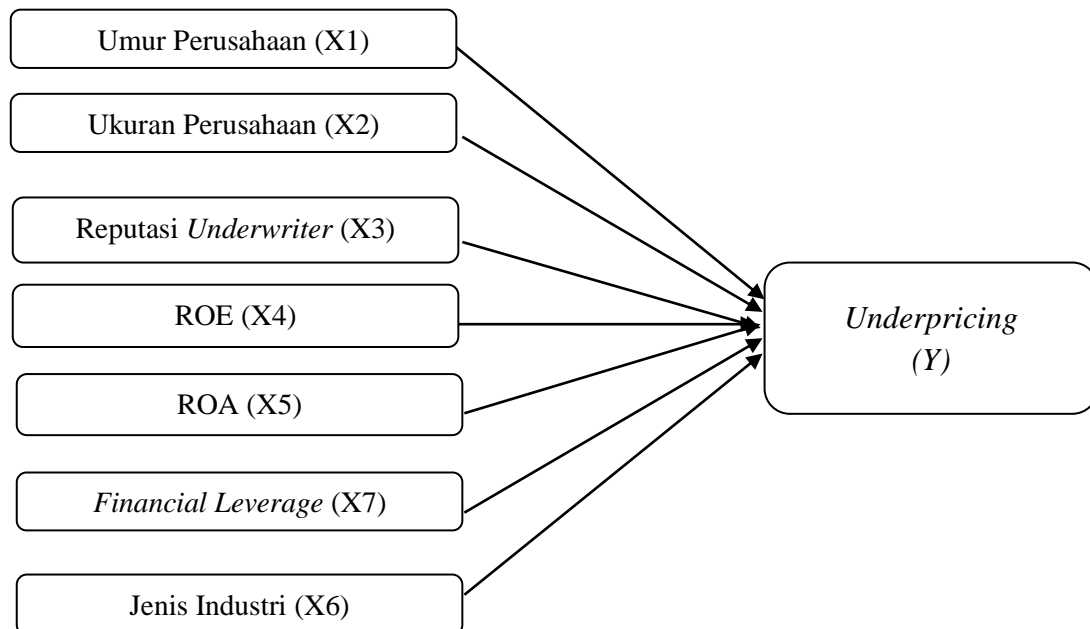 Umur Perusahaan (X1)
Ukuran Perusahaan (X2)
Reputasi Underwriter (X3)
ROE (X4)
ROA (X5)
Financial Leverage (X7)
Jenis Industri (X6)
Underpricing
(Y)